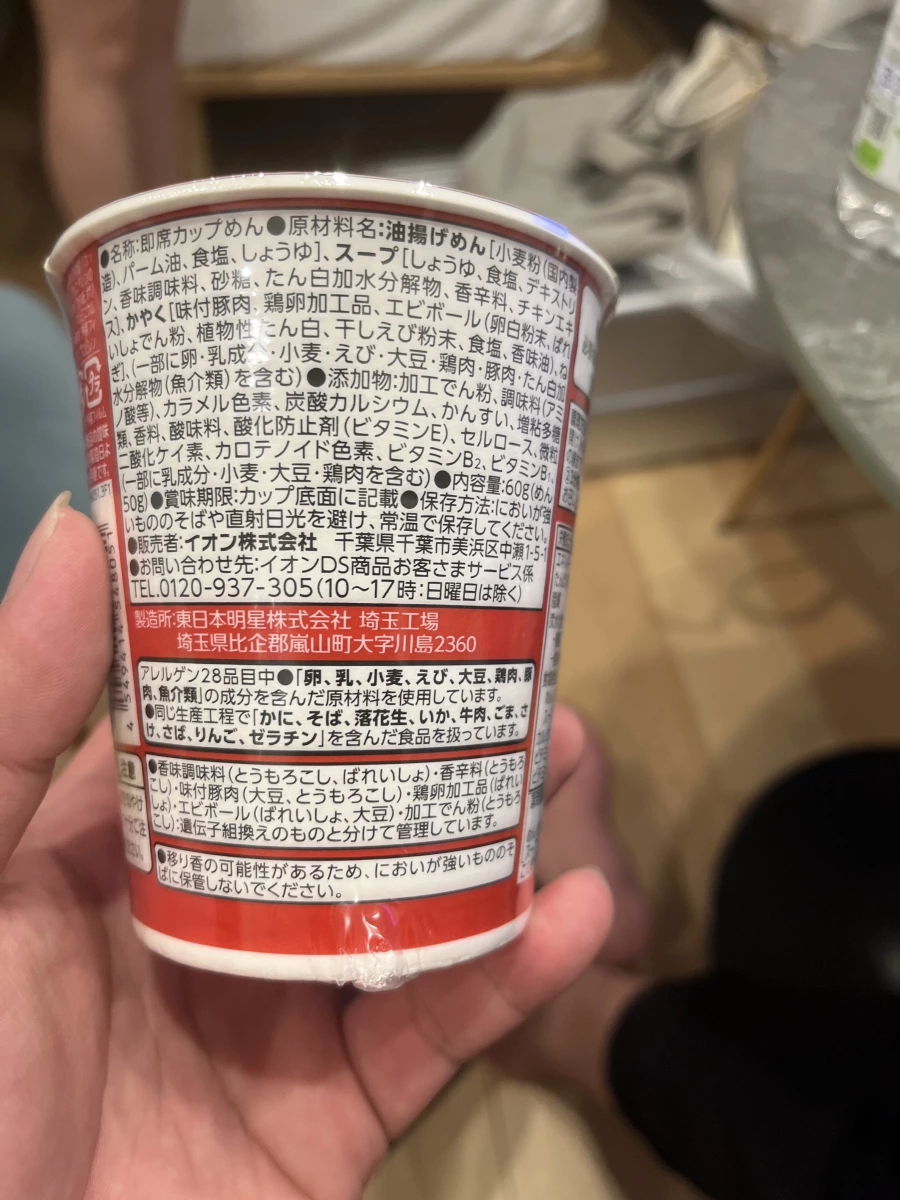 ●名称:即席カップめん●原材料名:油揚げめん[小麦粉(国内製
造)、パーム油、食塩、しょうゆ]、スープ[しょうゆ、食塩、デキストリ
ン、香味調味料、砂糖、たん白加水分解物、香辛料、チキンエキ
ス]、かやく[味付豚肉、鶏卵加工品、エビボール(卵白粉末、ばれ
いしょでん粉、植物性たん白、干しえび粉末、食塩、香味油)、ね
ぎ]、(一部に卵・乳成分・小麦・えび・大豆・鶏肉・豚肉・たん白加
水分解物(魚介類)を含む)●添加物:加工でん粉、調味料(アミ
ノ酸等)、カラメル色素、炭酸カルシウム、かんすい、増粘多糖
類、香料、酸味料、酸化防止剤(ビタミンE)、セルロース、微粒
二酸化ケイ素、カロテノイド色素、ビタミンB₂、ビタミンB₁、
(一部に乳成分・小麦・大豆・鶏肉を含む)●内容量:60g(めん
50g)●賞味期限:カップ底面に記載●保存方法:においが強
いもののそばや直射日光を避け、常温で保存してください。
●販売者:イオン株式会社 千葉県千葉市美浜区中瀬1-5-1
●お問い合わせ先:イオンDS商品お客さまサービス係
TEL.0120-937-305(10~17時:日曜日は除く)
製造所:東日本明星株式会社 埼玉工場
埼玉県比企郡嵐山町大字川島2360
アレルゲン28品目中●「卵、乳、小麦、えび、大豆、鶏肉、豚
肉、魚介類」の成分を含んだ原材料を使用しています。
●同じ生産工程で「かに、そば、落花生、いか、牛肉、ごま、さ
け、さば、りんご、ゼラチン」を含んだ食品を扱っています。
●香味調味料(とうもろこし、ばれいしょ)・香辛料(とうもろ
こし)・味付豚肉(大豆、とうもろこし)・鶏卵加工品(ばれい
しょ)・エビボール(ばれいしょ、大豆)・加工でん粉(とうもろ
こし):遺伝子組換えのものと分けて管理しています。
●移り香の可能性があるため、においが強いもののそ
ばに保管しないでください。
注意